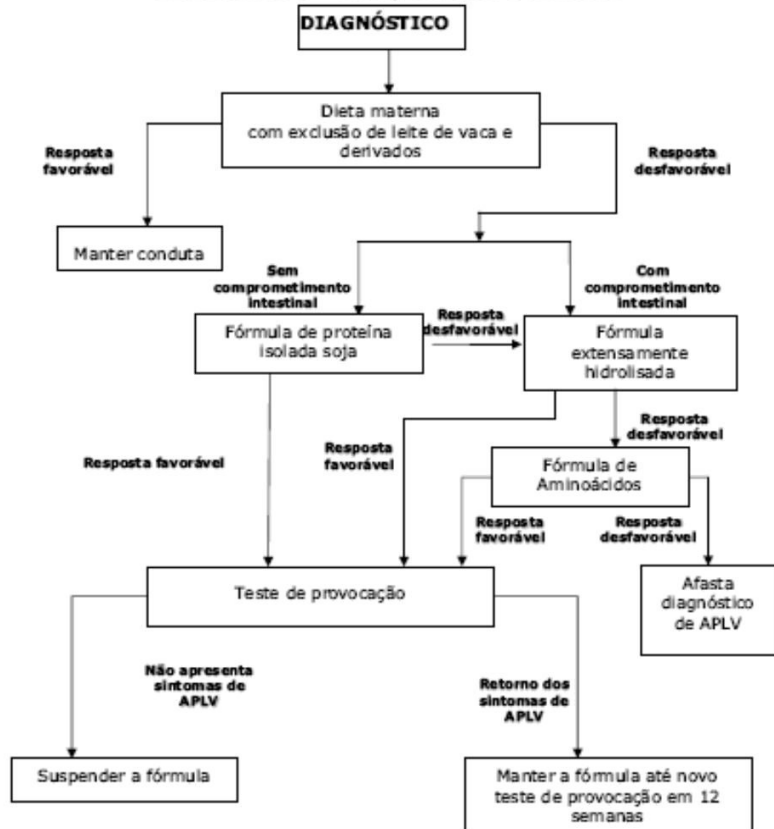 DIAGNÓSTICO
Dieta materna
com exclusão de leite de vaca e
derivados
Resposta
favorável
Resposta
desfavorável
Manter conduta
Sem
comprometimento
intestinal
Com
comprometimento
intestinal
Fórmula de proteína
isolada soja
Resposta
desfavorável
Fórmula
extensamente
hidrolisada
Resposta favorável
Resposta
favorável
Resposta
desfavorável
Fórmula de
Aminoácidos
Resposta
favorável
Resposta
desfavorável
Teste de provocação
Afasta
diagnóstico
de APLV
Não apresenta
sintomas de
APLV
Retorno dos
sintomas de
APLV
Suspender a fórmula
Manter a fórmula até novo
teste de provocação em 12
semanas